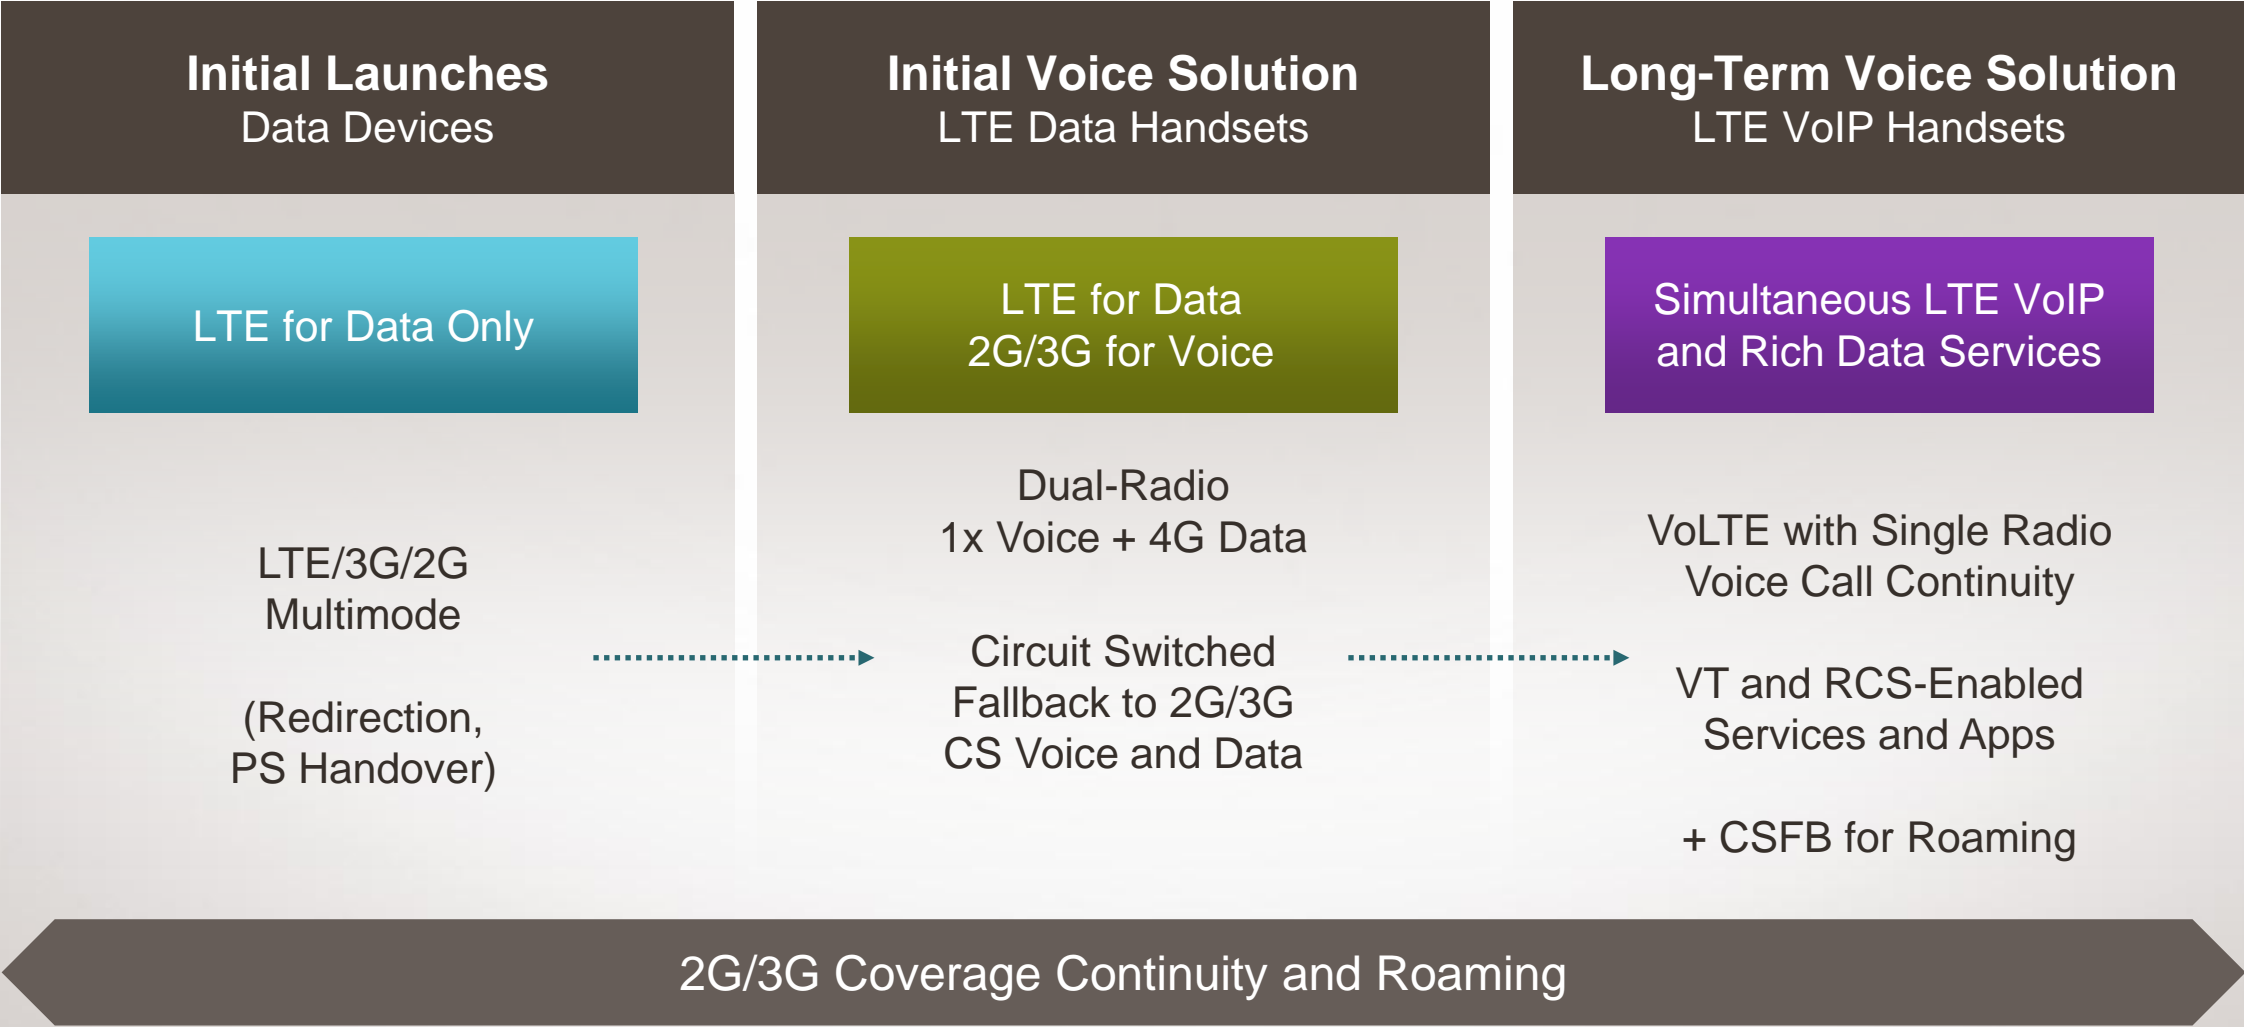 Initial Launches
Data Devices
LTE for Data Only
LTE/3G/2G
Multimode
(Redirection,
PS Handover)
Initial Voice Solution
LTE Data Handsets
LTE for Data
2G/3G for Voice
Dual-Radio
1x Voice + 4G Data
Circuit Switched
Fallback to 2G/3G
CS Voice and Data
Long-Term Voice Solution
LTE VoIP Handsets
Simultaneous LTE VoIP
and Rich Data Services
VoLTE with Single Radio
Voice Call Continuity
VT and RCS-Enabled
Services and Apps
+ CSFB for Roaming
2G/3G Coverage Continuity and Roaming